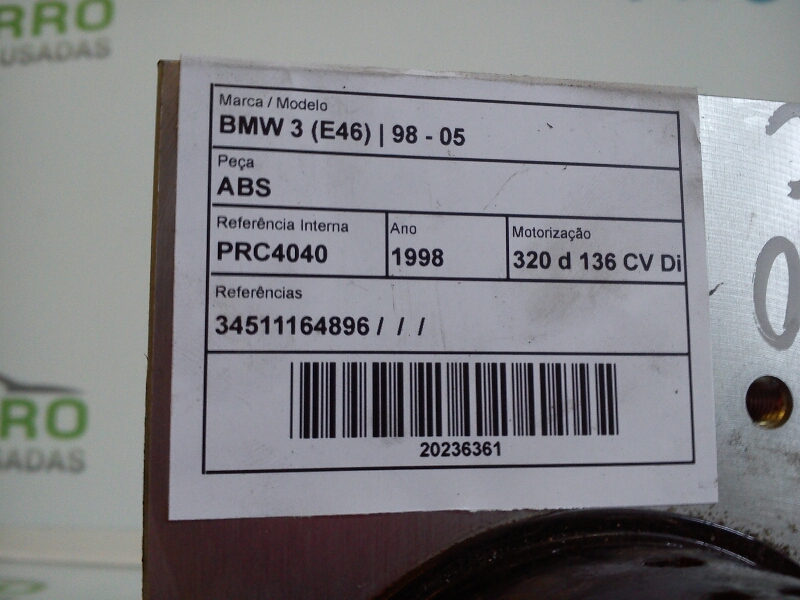 RRO
USADAS
Marca / Modelo
BMW 3 (E46) | 98 - 05
Peça
ABS
Referência Interna
PRC4040
Ano
1998
Motorização
320 d 136 CV Di
Referências
34511164896 / / /
20236361
RRO
USADAS